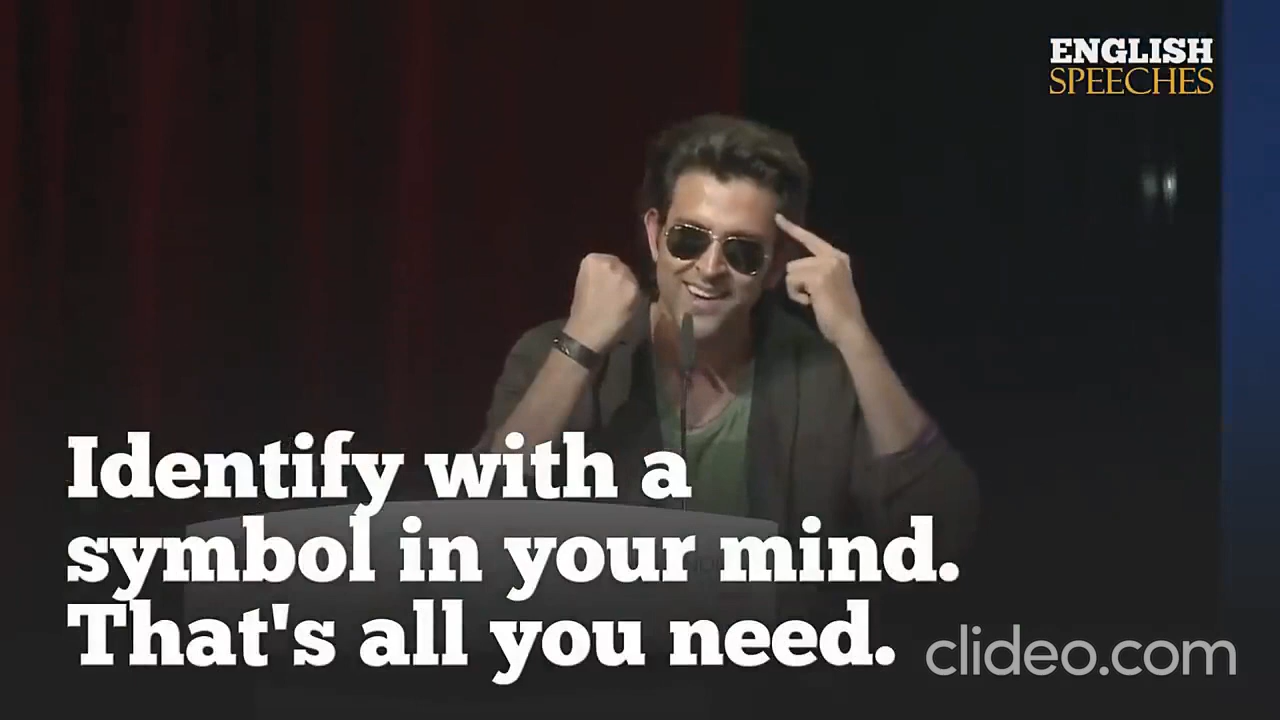 ENGLISH
SPEECHES
Identify with a
symbol in your mind.
That's all you need.
clideo.com